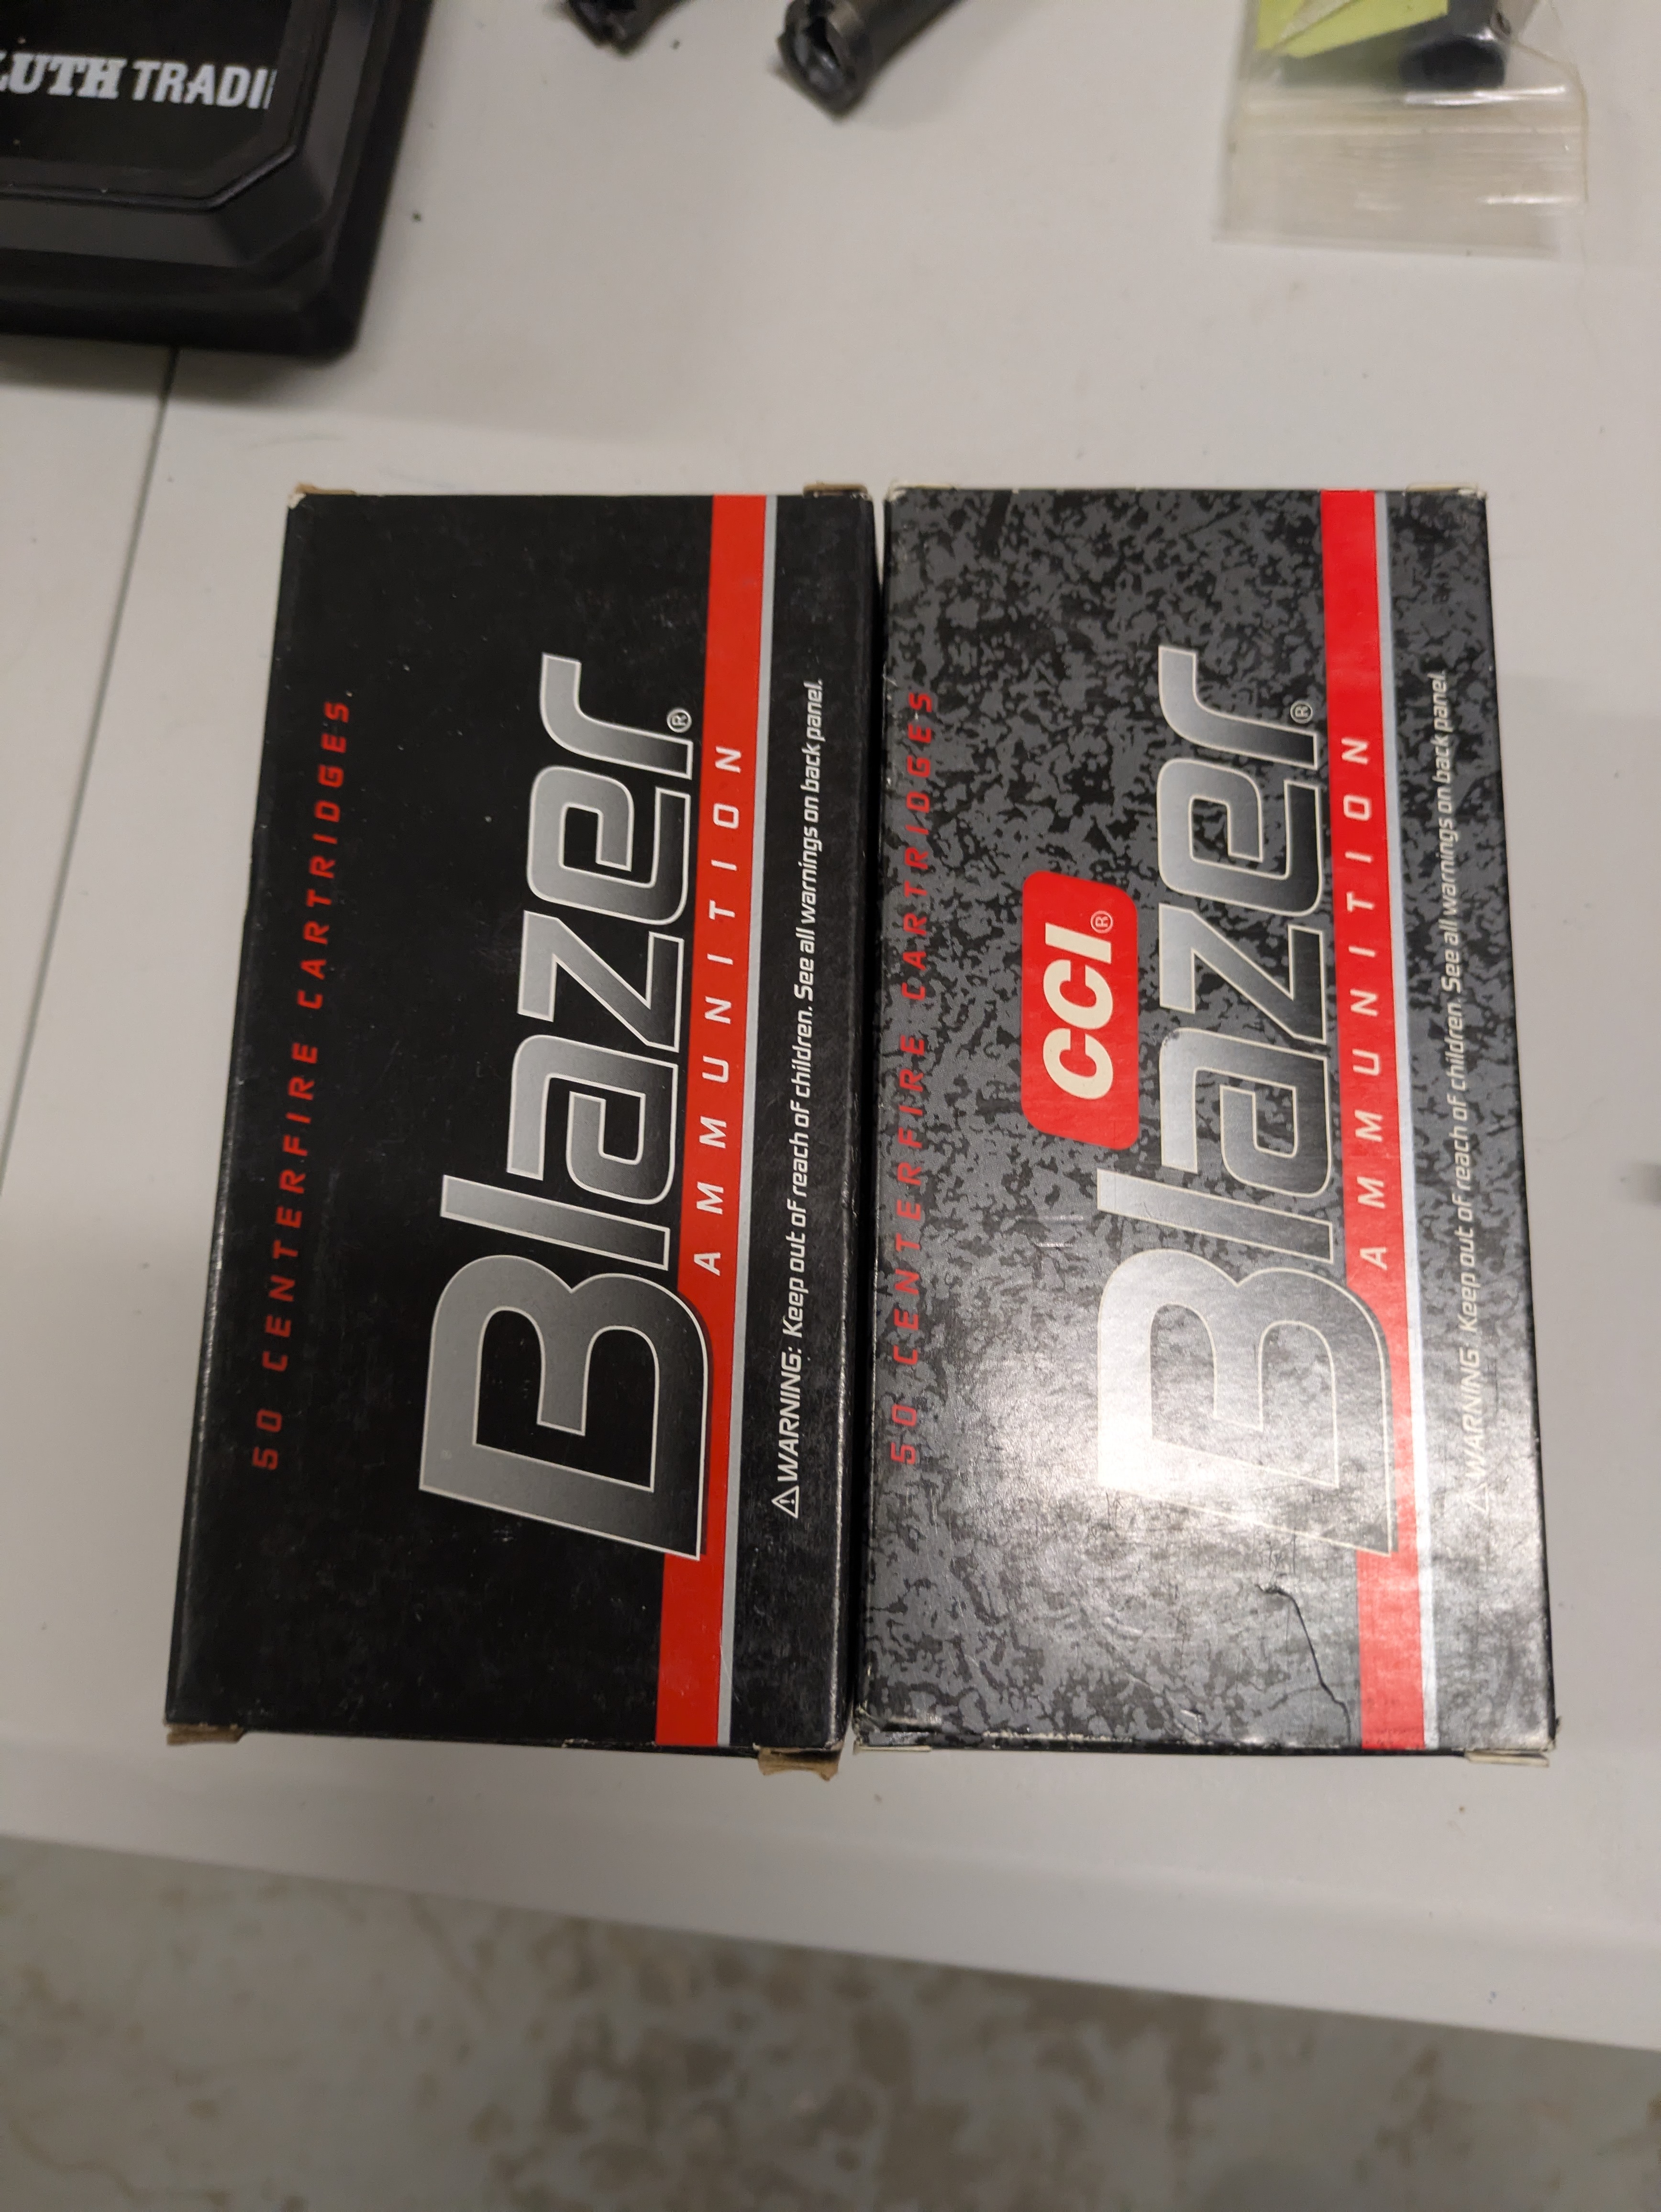 LUTH TRADI
50 CENTERFIRE CARTRIDGES
Blazer®
AMMUNITION
⚠WARNING: Keep out of reach of children. See all warnings on back panel.
50 CENTERFIRE CARTRIDGES
CCI®
Blazer®
AMMUNITION
⚠WARNING: Keep out of reach of children. See all warnings on back panel.